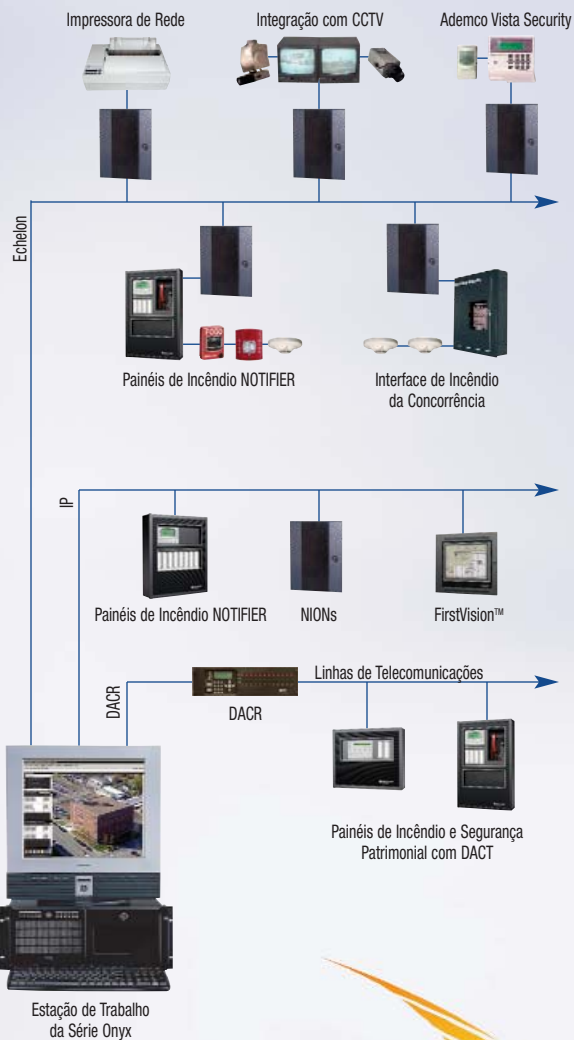 Impressora de Rede
Integração com CCTV
Ademco Vista Security
Echelon
Painéis de Incêndio NOTIFIER
Interface de Incêndio
da Concorrência
IP
Painéis de Incêndio NOTIFIER
NIONs
FirstVision™
DACR
DACR
Linhas de Telecomunicações
Painéis de Incêndio e Segurança
Patrimonial com DACT
Estação de Trabalho
da Série Onyx